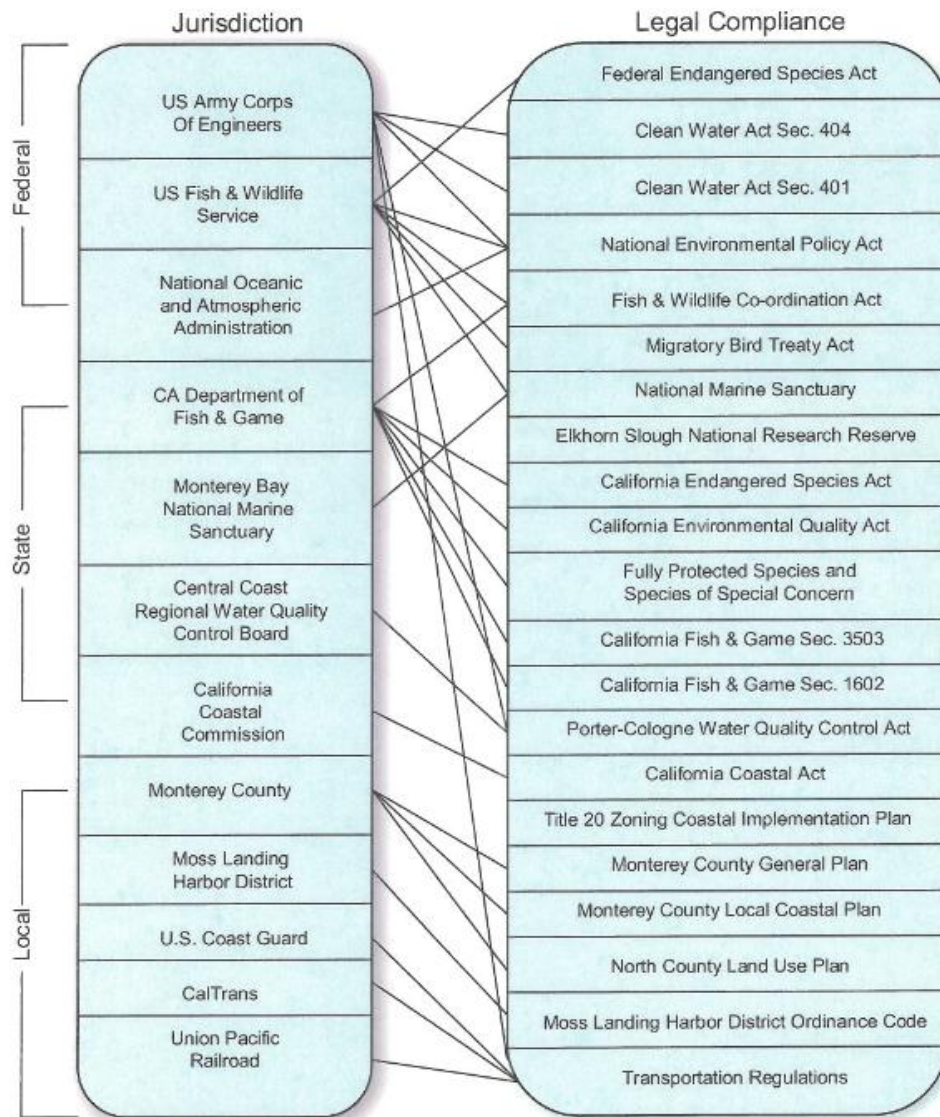 Jurisdiction
Legal Compliance
Federal
State
Local
US Army Corps
Of Engineers
US Fish & Wildlife
Service
National Oceanic
and Atmospheric
Administration
CA Department of
Fish & Game
Monterey Bay
National Marine
Sanctuary
Central Coast
Regional Water Quality
Control Board
California
Coastal
Commission
Monterey County
Moss Landing
Harbor District
U.S. Coast Guard
CalTrans
Union Pacific
Railroad
Federal Endangered Species Act
Clean Water Act Sec. 404
Clean Water Act Sec. 401
National Environmental Policy Act
Fish & Wildlife Co-ordination Act
Migratory Bird Treaty Act
National Marine Sanctuary
Elkhorn Slough National Research Reserve
California Endangered Species Act
California Environmental Quality Act
Fully Protected Species and
Species of Special Concern
California Fish & Game Sec. 3503
California Fish & Game Sec. 1602
Porter-Cologne Water Quality Control Act
California Coastal Act
Title 20 Zoning Coastal Implementation Plan
Monterey County General Plan
Monterey County Local Coastal Plan
North County Land Use Plan
Moss Landing Harbor District Ordinance Code
Transportation Regulations